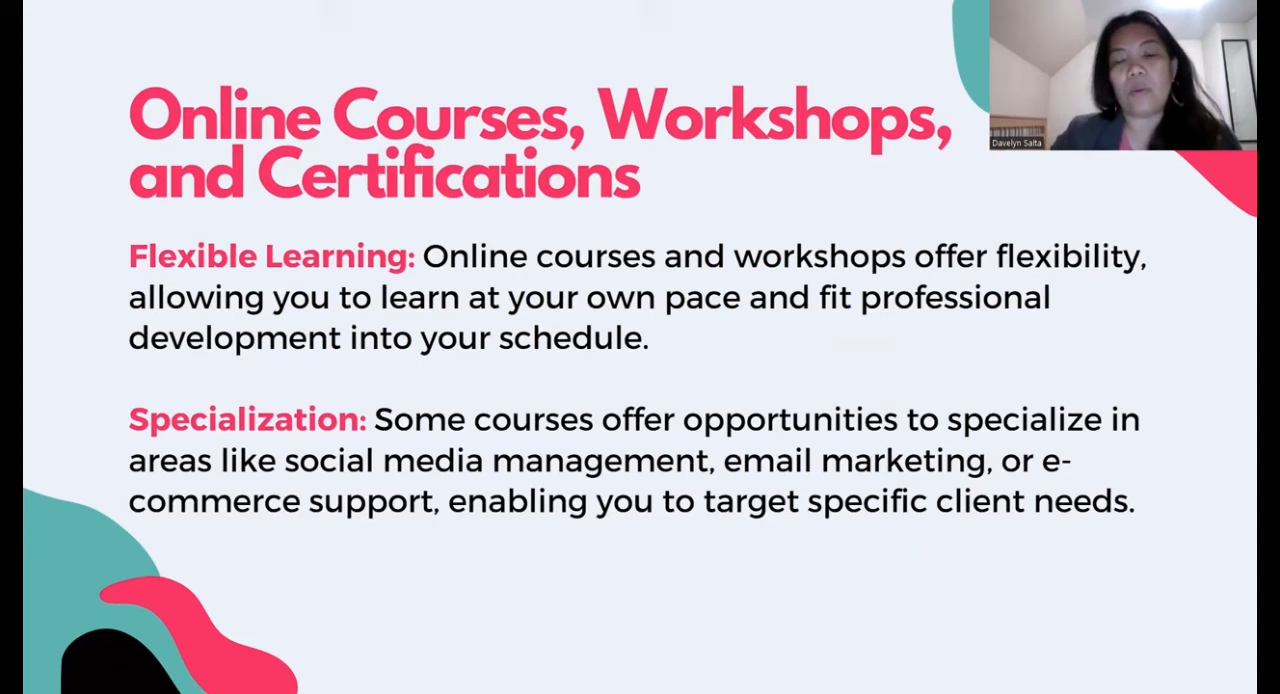 Online Courses, Workshops,
and Certifications
Davelyn Salta
Flexible Learning: Online courses and workshops offer flexibility,
allowing you to learn at your own pace and fit professional
development into your schedule.
Specialization: Some courses offer opportunities to specialize in
areas like social media management, email marketing, or e-
commerce support, enabling you to target specific client needs.